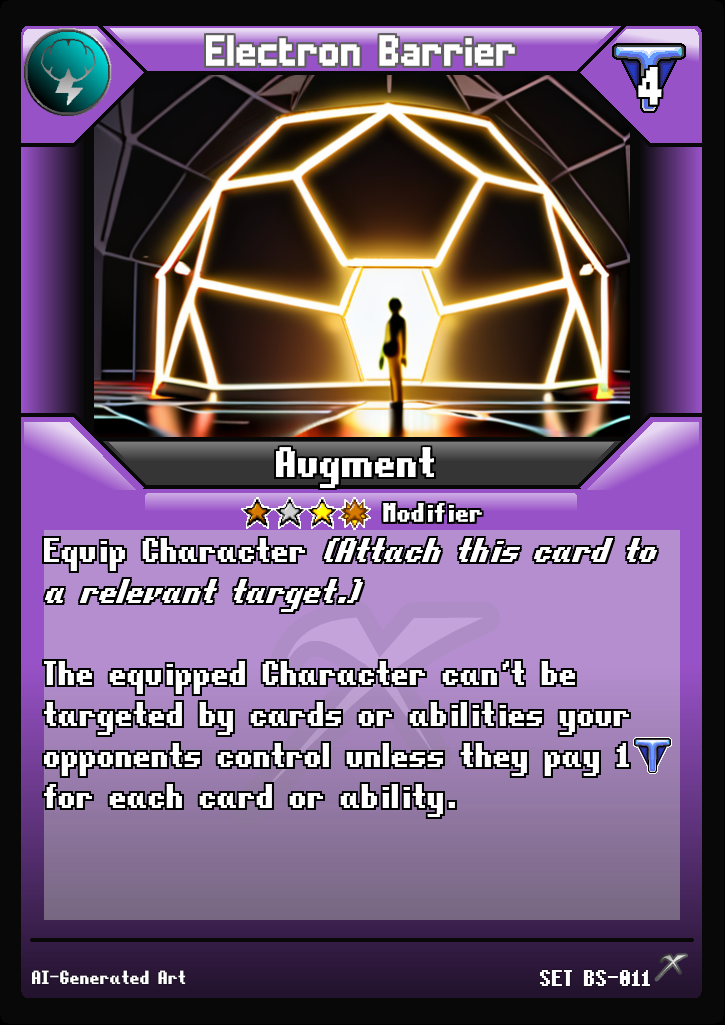 Electron Barrier
4
Augment
Modifier
Equip Character (Attach this card to
a relevant target.)
The equipped Character can't be
targeted by cards or abilities your
opponents control unless they pay 1
for each card or ability.
AI-Generated Art
SET BS-011